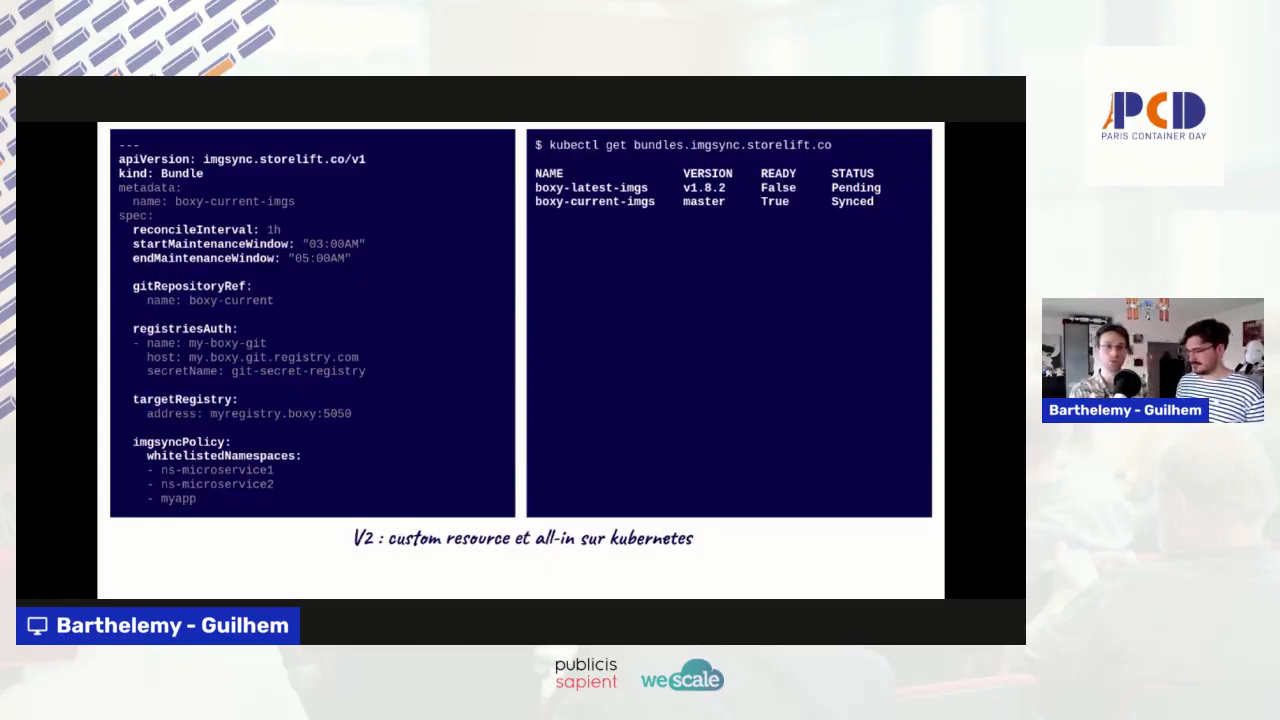 ---
apiVersion: imgsync.storelift.co/v1
kind: Bundle
metadata:
  name: boxy-current-imgs
spec:
  reconcileInterval: 1h
  startMaintenanceWindow: "03:00AM"
  endMaintenanceWindow: "05:00AM"
  gitRepositoryRef:
    name: boxy-current
  registriesAuth:
  - name: my-boxy-git
    host: my.boxy.git.registry.com
    secretName: git-secret-registry
  targetRegistry:
    address: myregistry.boxy:5050
  imgsyncPolicy:
    whitelistedNamespaces:
    - ns-microservice1
    - ns-microservice2
    - myapp
$ kubectl get bundles.imgsync.storelift.co
NAME VERSION READY STATUS
boxy-latest-imgs v1.8.2 False Pending
boxy-current-imgs master True Synced
V2 : custom resource et all-in sur kubernetes
Barthelemy - Guilhem
PCD
PARIS CONTAINER DAY
Barthelemy - Guilhem
publicis
sapient
wescale